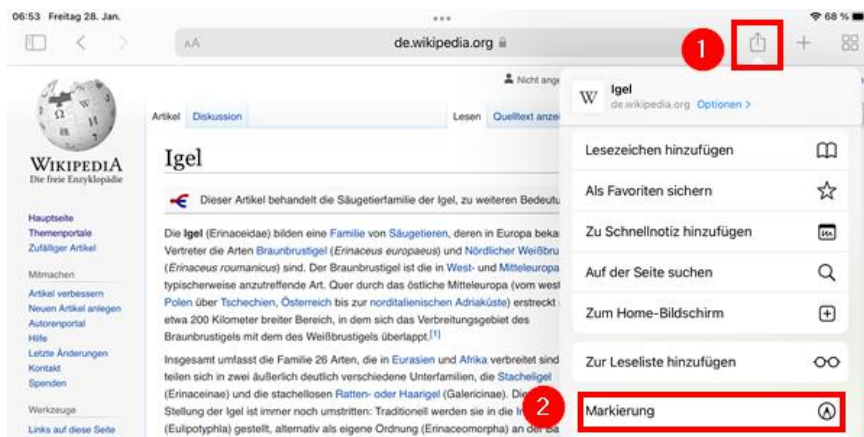 06:53 Freitag 28. Jan.
68 %
AA
de.wikipedia.org
1
Nicht ange
W
Igel
de.wikipedia.org Optionen >
Artikel Diskussion
Lesen Quelltext anzei
WIKIPEDIA
Die freie Enzyklopädie
Igel
Dieser Artikel behandelt die Säugetierfamilie der Igel, zu weiteren Bedeutu
Hauptseite
Themenportale
Zufälliger Artikel
Mitmachen
Artikel verbessern
Neuen Artikel anlegen
Autorenportal
Hilfe
Letzte Änderungen
Kontakt
Spenden
Werkzeuge
Links auf diese Seite
Die Igel (Erinaceidae) bilden eine Familie von Säugetieren, deren in Europa beka
Vertreter die Arten Braunbrustigel (Erinaceus europaeus) und Nördlicher Weißbru
(Erinaceus roumanicus) sind. Der Braunbrustigel ist die in West- und Mitteleuropa
typischerweise anzutreffende Art. Quer durch das östliche Mitteleuropa (vom west
Polen über Tschechien, Österreich bis zur norditalienischen Adriaküste) erstreckt
etwa 200 Kilometer breiter Bereich, in dem sich das Verbreitungsgebiet des
Braunbrustigels mit dem des Weißbrustigels überlappt.[1]
Insgesamt umfasst die Familie 26 Arten, die in Eurasien und Afrika verbreitet sind
teilen sich in zwei äußerlich deutlich verschiedene Unterfamilien, die Stacheligel
(Erinaceinae) und die stachellosen Ratten- oder Haarigel (Galericinae). Die
Stellung der Igel ist immer noch umstritten: Traditionell werden sie in die
(Eulipotyphla) gestellt, alternativ als eigene Ordnung (Erinaceomorpha) an der Ba
Lesezeichen hinzufügen
Als Favoriten sichern
Zu Schnellnotiz hinzufügen
Auf der Seite suchen
Zum Home-Bildschirm
Zur Leseliste hinzufügen
2
Markierung